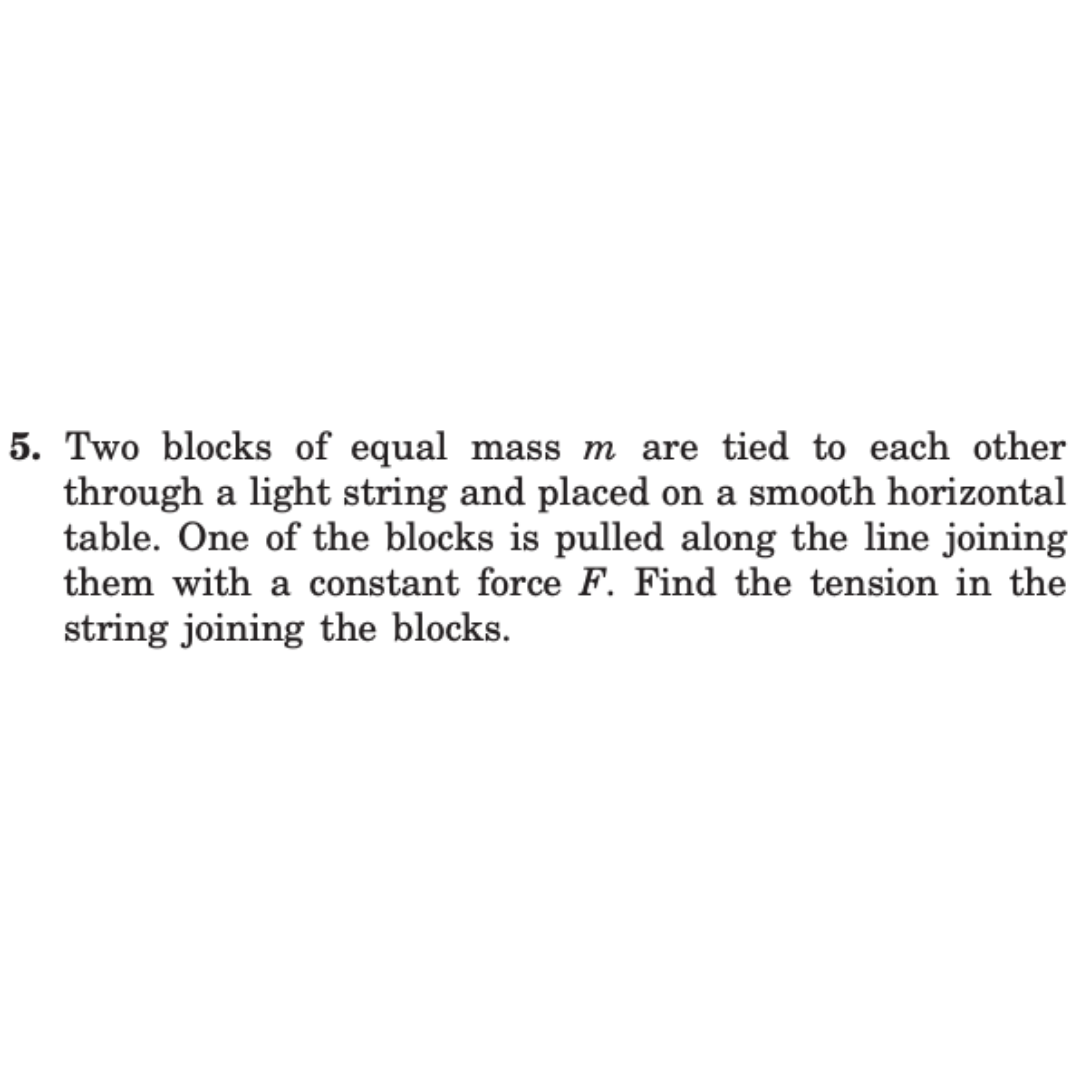 5. Two blocks of equal mass m are tied to each other
through a light string and placed on a smooth horizontal
table. One of the blocks is pulled along the line joining
them with a constant force F. Find the tension in the
string joining the blocks.